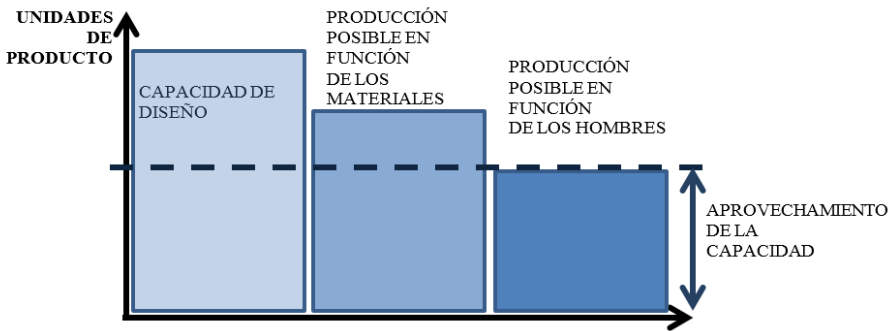 UNIDADES
DE
PRODUCTO
CAPACIDAD DE
DISEÑO
PRODUCCIÓN
POSIBLE EN
FUNCIÓN
DE LOS
MATERIALES
PRODUCCIÓN
POSIBLE EN
FUNCIÓN
DE LOS HOMBRES
APROVECHAMIENTO
DE LA
CAPACIDAD